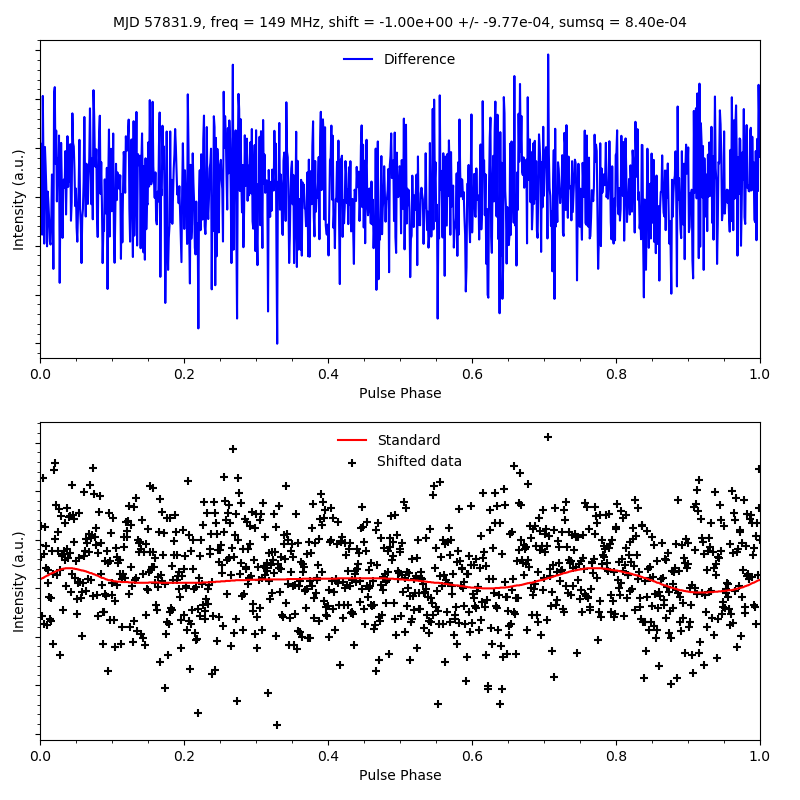 MJD 57831.9, freq = 149 MHz, shift = -1.00e+00 +/- -9.77e-04, sumsq = 8.40e-04
Difference
Intensity (a.u.)
0.0 0.2 0.4 0.6 0.8 1.0
Pulse Phase
Standard
Shifted data
Intensity (a.u.)
0.0 0.2 0.4 0.6 0.8 1.0
Pulse Phase